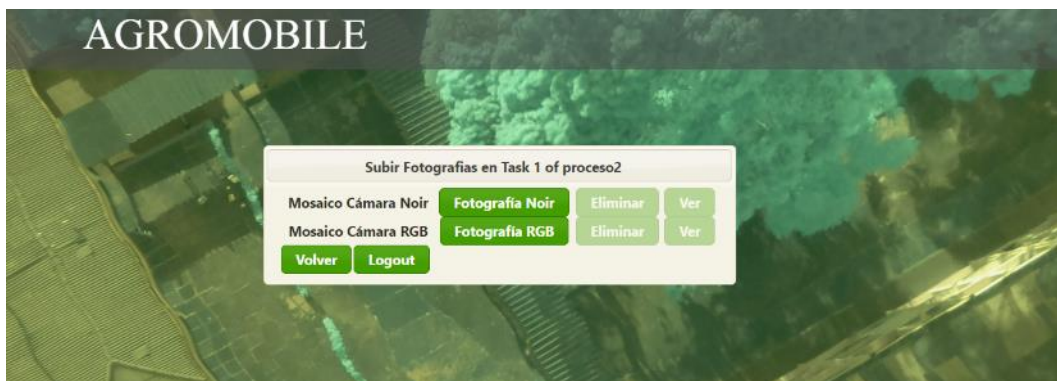 AGROMOBILE
Subir Fotografias en Task 1 of proceso2
Mosaico Cámara Noir Fotografía Noir Eliminar Ver
Mosaico Cámara RGB Fotografía RGB Eliminar Ver
Volver Logout